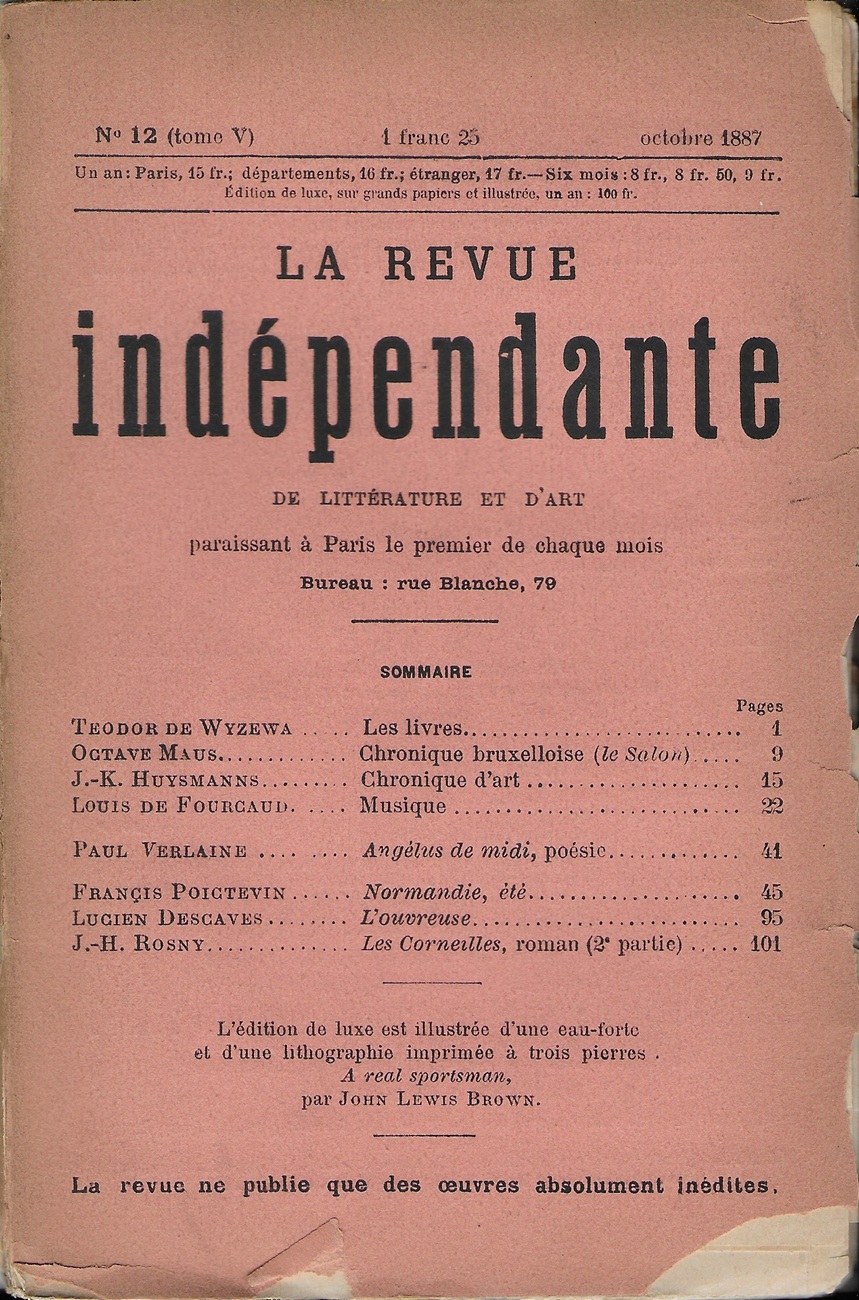 Nº 12 (tome V) 1 franc 25 octobre 1887
Un an: Paris, 15 fr.; départements, 16 fr.; étranger, 17 fr.—Six mois : 8 fr., 8 fr. 50, 9 fr.
Édition de luxe, sur grands papiers et illustrée, un an : 100 fr.
LA REVUE
indépendante
DE LITTÉRATURE ET D'ART
paraissant à Paris le premier de chaque mois
Bureau : rue Blanche, 79
SOMMAIRE
Pages
TEODOR DE WYZEWA ..... Les livres........................... 1
OCTAVE MAUS............. Chronique bruxelloise (le Salon)..... 9
J.-K. HUYSMANNS......... Chronique d'art ..................... 15
LOUIS DE FOURCAUD. .... Musique ............................ 22
PAUL VERLAINE .... .... Angélus de midi, poésie............. 41
FRANÇIS POICTEVIN ...... Normandie, été..................... 45
LUCIEN DESCAVES ........ L'ouvreuse.......................... 95
J.-H. ROSNY.............. Les Corneilles, roman (2e partie) ..... 101
L'édition de luxe est illustrée d'une eau-forte
et d'une lithographie imprimée à trois pierres .
A real sportsman,
par JOHN LEWIS BROWN.
La revue ne publie que des œuvres absolument inédites.